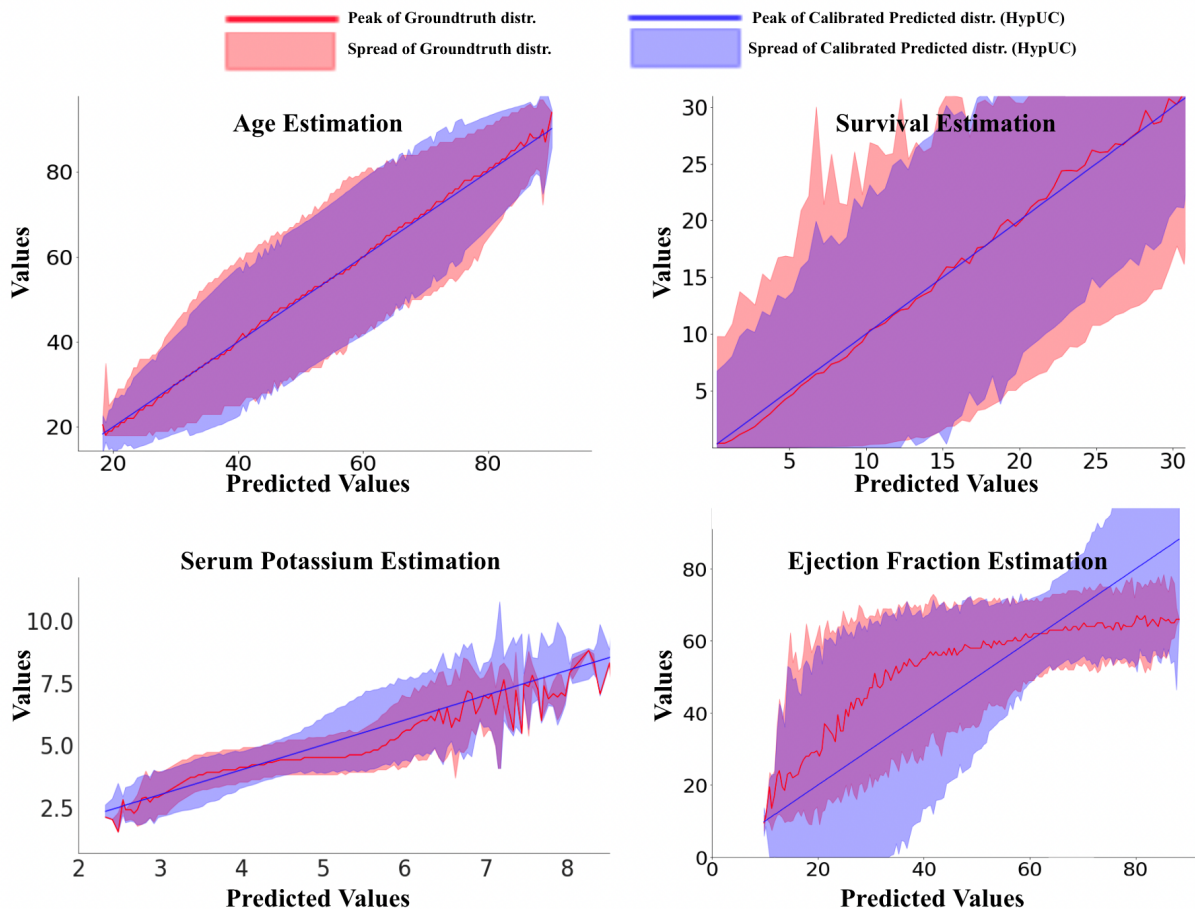 Peak of Groundtruth distr.
Peak of Calibrated Predicted distr. (HypUC)
Spread of Groundtruth distr.
Spread of Calibrated Predicted distr. (HypUC)
Age Estimation
Values
80
60
40
20
20 40 60 80
Predicted Values
Survival Estimation
Values
30
25
20
15
10
5
5 10 15 20 25 30
Predicted Values
Serum Potassium Estimation
Values
10.0
7.5
5.0
2.5
2 3 4 5 6 7 8
Predicted Values
Ejection Fraction Estimation
Values
80
60
40
20
0
0 20 40 60 80
Predicted Values